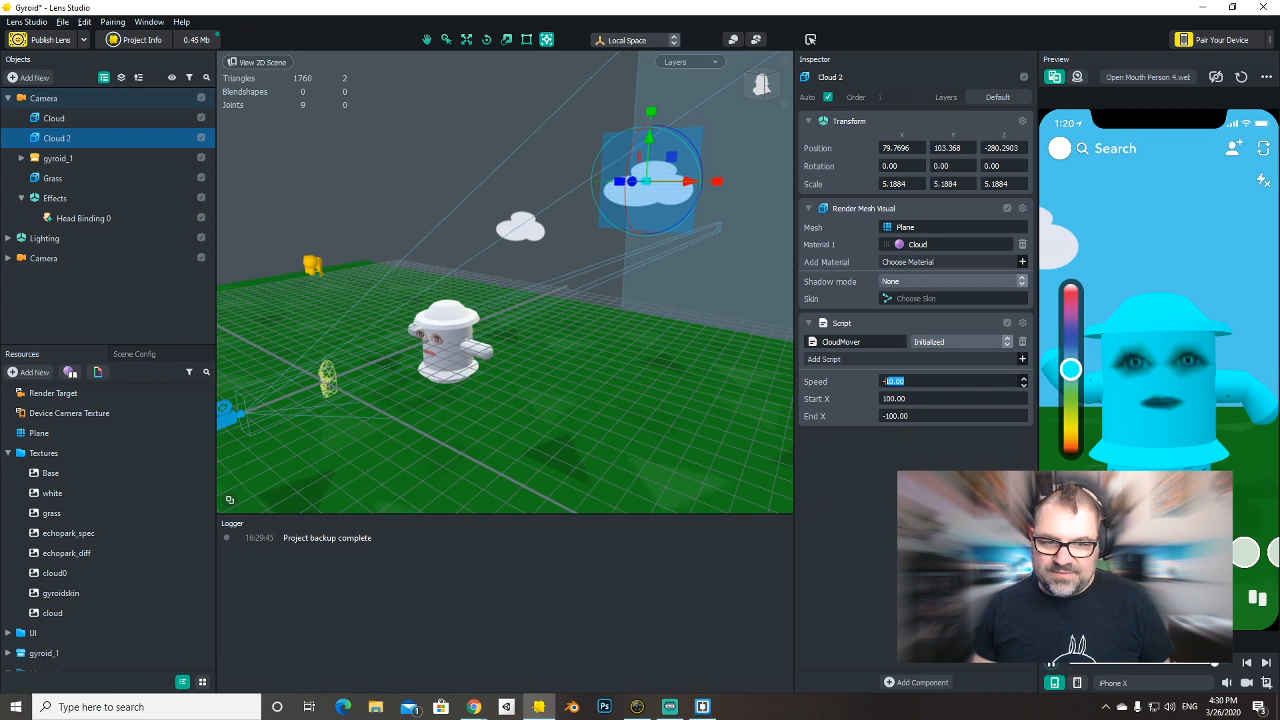 Gyroid* - Lens Studio
Lens Studio File Edit Pairing Window Help
Publish Lens Project Info 0.45 Mb Local Space Pair Your Device
Objects
Add New
Camera
Cloud
Cloud 2
gyroid_1
Grass
Effects
Head Binding 0
Lighting
Camera
Resources Scene Config
Add New
Render Target
Device Camera Texture
Plane
Textures
Base
white
grass
echopark_spec
echopark_diff
cloud0
gyroidskin
cloud
UI
gyroid_1
View 2D Scene Layers
Triangles 1760 2
Blendshapes 0 0
Joints 9 0
Logger
16:29:45 Project backup complete
Inspector
Cloud 2
Auto Order 1 Layers Default
Transform
X Y Z
Position 79.7696 103.368 -280.2903
Rotation 0.00 0.00 0.00
Scale 5.1884 5.1884 5.1884
Render Mesh Visual
Mesh Plane
Material 1 Cloud
Add Material Choose Material
Shadow mode None
Skin Choose Skin
Script
CloudMover Initialized
Add Script
Speed -10.00
Start X 100.00
End X -100.00
Add Component
Preview
Open Mouth Person 4.web
1:20
Search
iPhone X
Type here to search
ENG 4:30 PM
3/26/2020